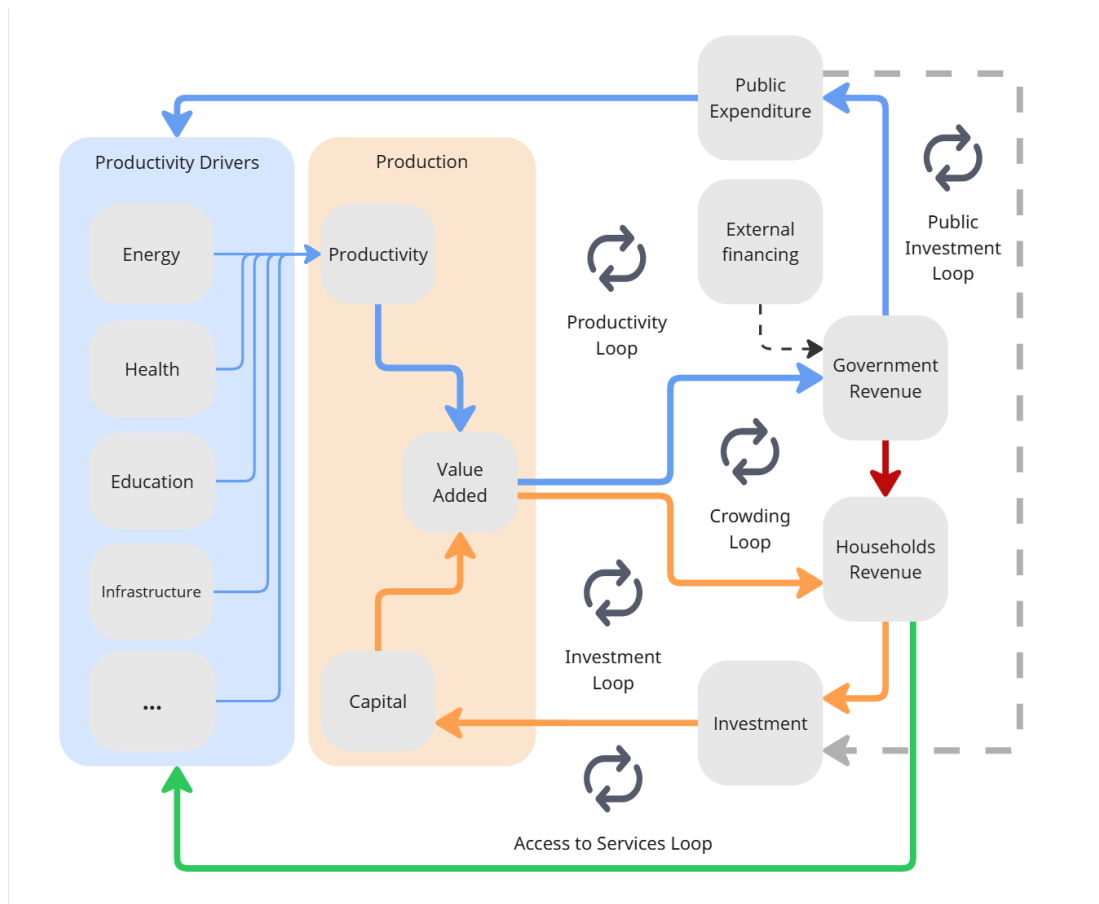 Public
Expenditure
Productivity Drivers
Production
Energy
Productivity
External
financing
Public
Investment
Loop
Productivity
Loop
Health
Government
Revenue
Value
Added
Education
Crowding
Loop
Households
Revenue
Infrastructure
Investment
Loop
...
Capital
Investment
Access to Services Loop